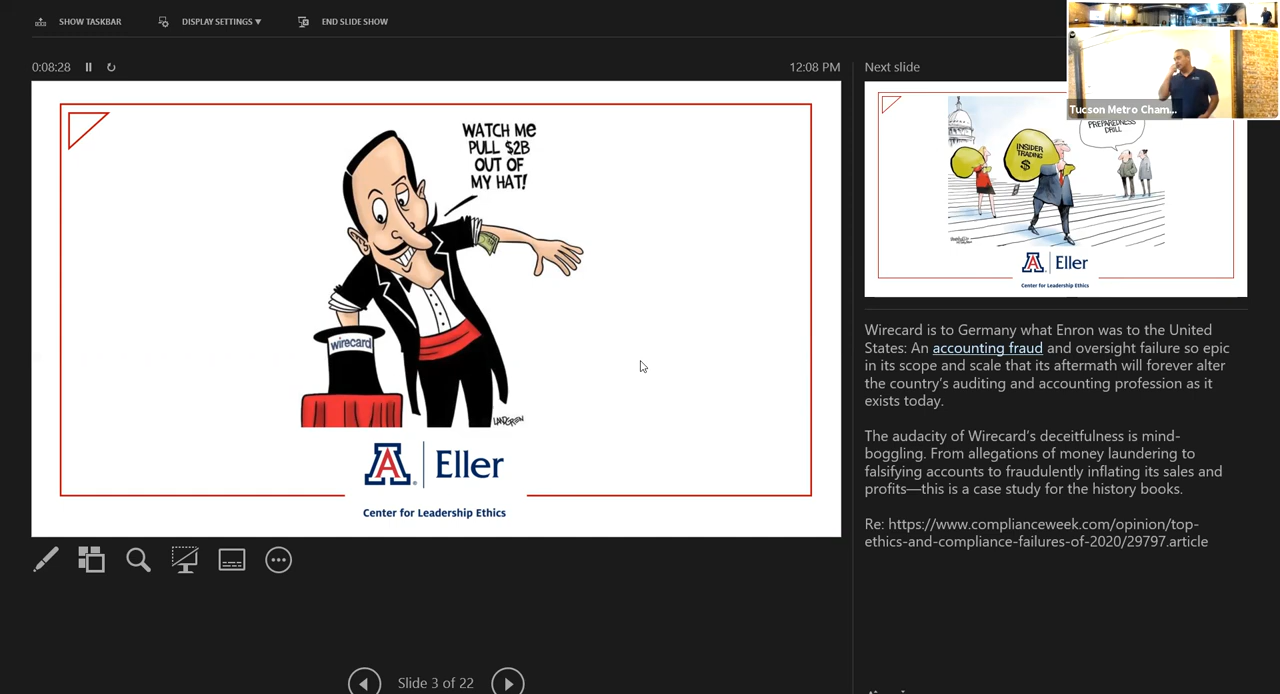 SHOW TASKBAR
DISPLAY SETTINGS ▼
END SLIDE SHOW
0:08:28
12:08 PM
WATCH ME
PULL $2B
OUT OF
MY HAT!
wirecard
LANDGREN
A | Eller
Center for Leadership Ethics
Slide 3 of 22
Next slide
Tucson Metro Cham...
PREPAREDNESS
DRILL
INSIDER
TRADING
$
A | Eller
Center for Leadership Ethics
Wirecard is to Germany what Enron was to the United
States: An accounting fraud and oversight failure so epic
in its scope and scale that its aftermath will forever alter
the country's auditing and accounting profession as it
exists today.
The audacity of Wirecard's deceitfulness is mind-
boggling. From allegations of money laundering to
falsifying accounts to fraudulently inflating its sales and
profits—this is a case study for the history books.
Re: https://www.complianceweek.com/opinion/top-
ethics-and-compliance-failures-of-2020/29797.article